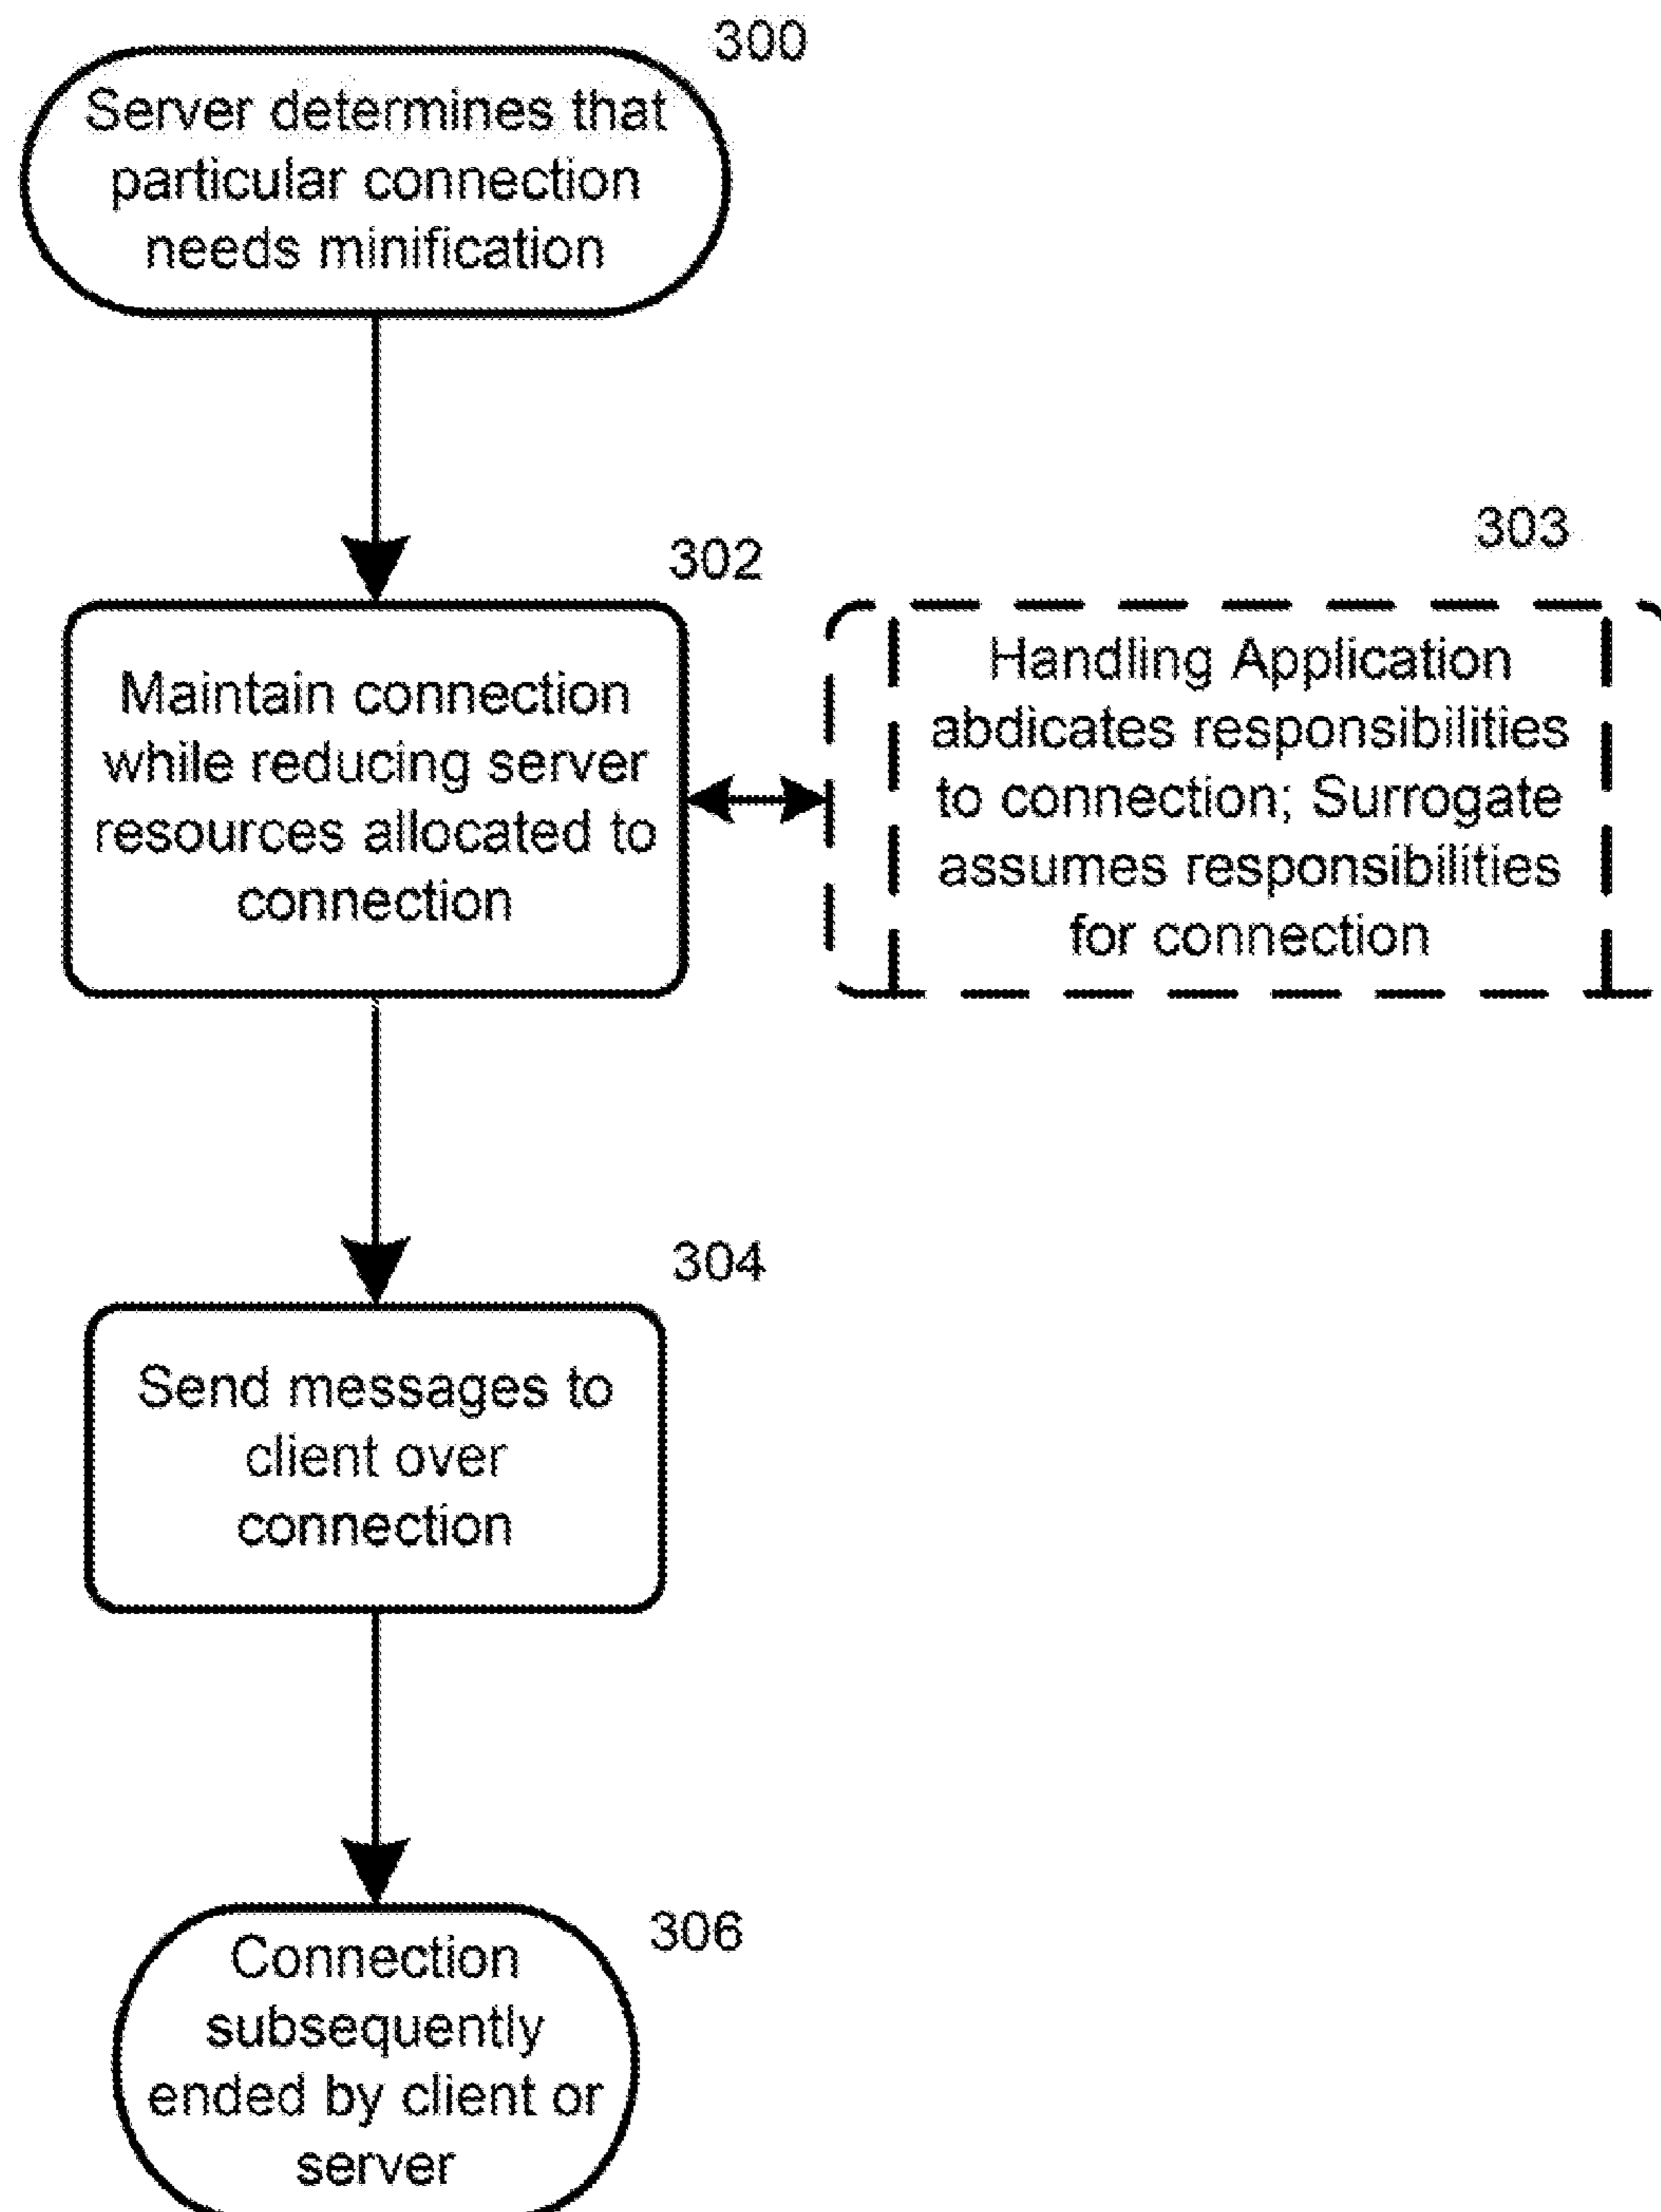 300
Server determines that
particular connection
needs minification
302
Maintain connection
while reducing server
resources allocated to
connection
303
Handling Application
abdicates responsibilities
to connection; Surrogate
assumes responsibilities
for connection
304
Send messages to
client over
connection
306
Connection
subsequently
ended by client or
server